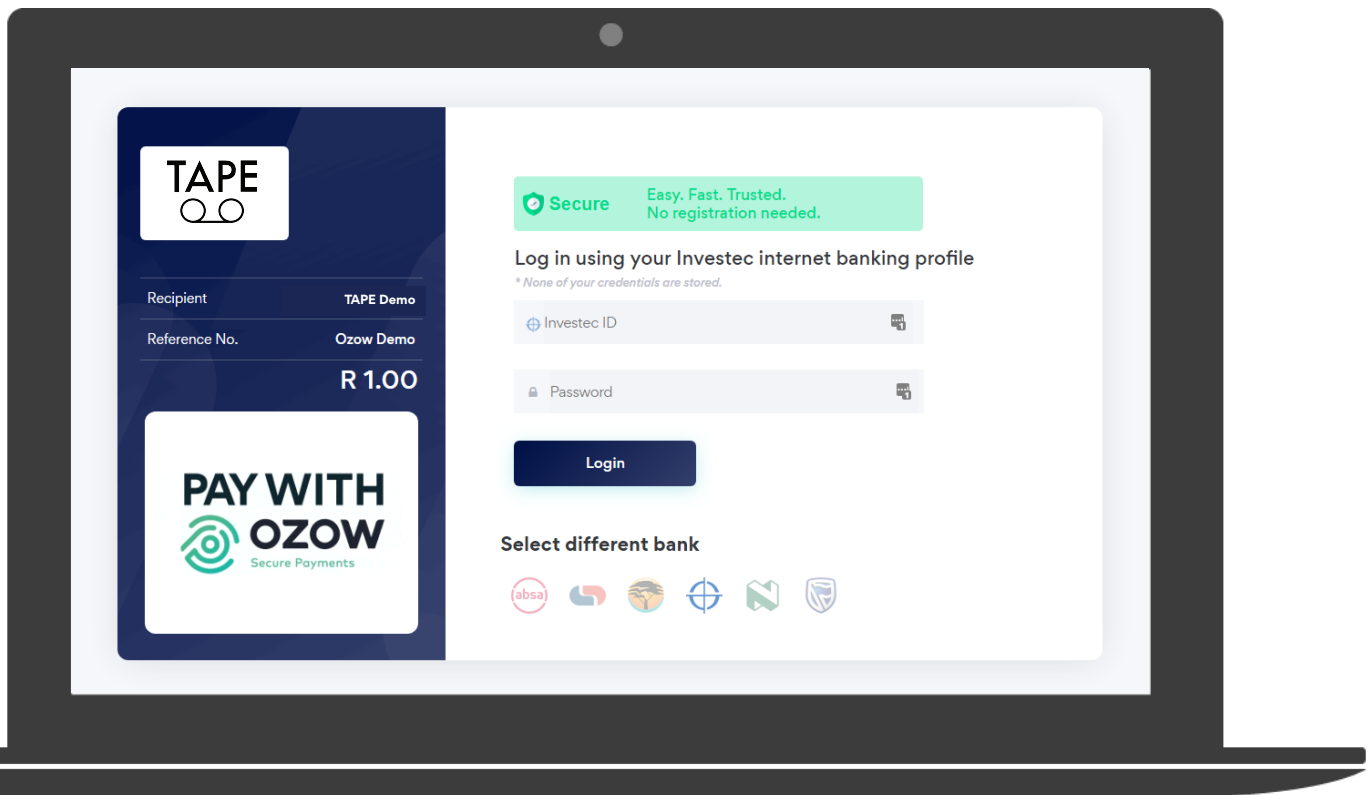 TAPE
Recipient TAPE Demo
Reference No. Ozow Demo
R 1.00
PAY WITH
OZOW
Secure Payments
Secure
Easy. Fast. Trusted.
No registration needed.
Log in using your Investec internet banking profile
* None of your credentials are stored.
Investec ID
1
Password
1
Login
Select different bank
absa